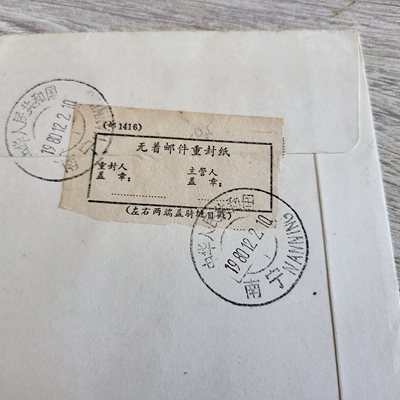 (邮1416)
无着邮件重封纸
重封人
盖章：
主管人
盖章：
(左右两端盖骑缝日戳)
中华人民共和国
1980.12.2.10
南宁
中华人民共和国
1980.12.2.10
南宁 NANNING